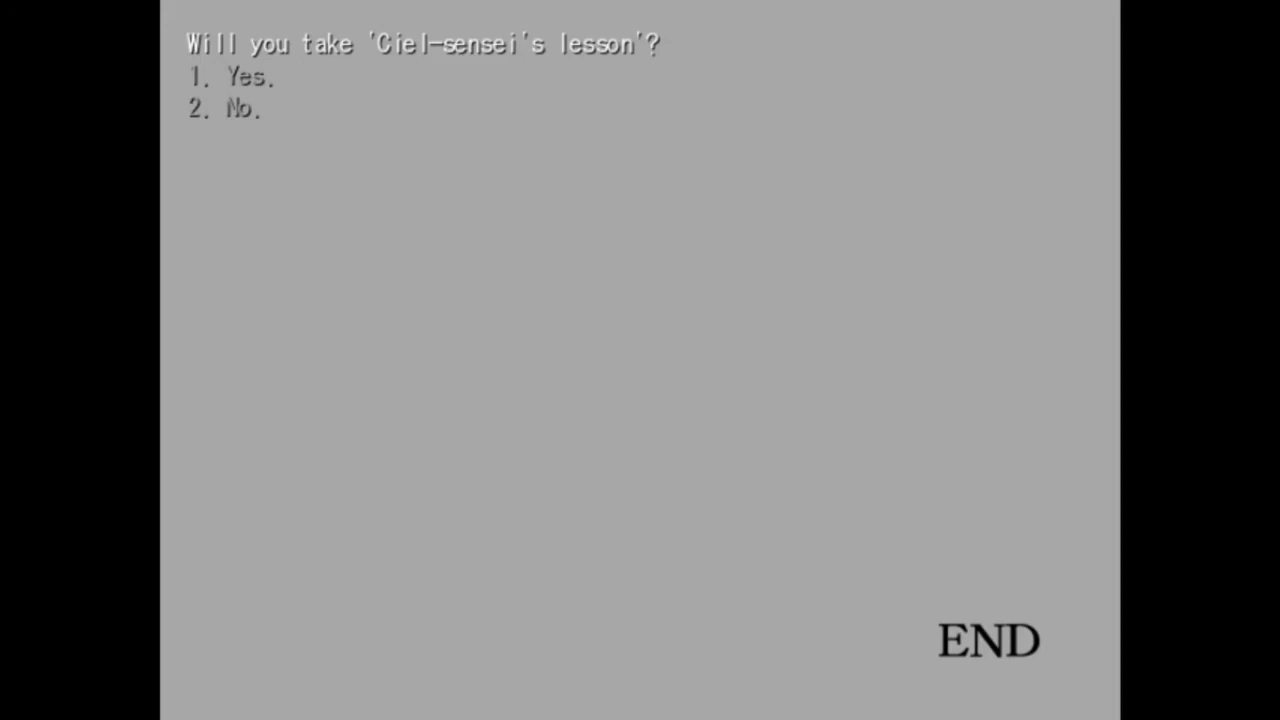 Will you take 'Ciel-sensei's lesson'?
1. Yes.
2. No.
END